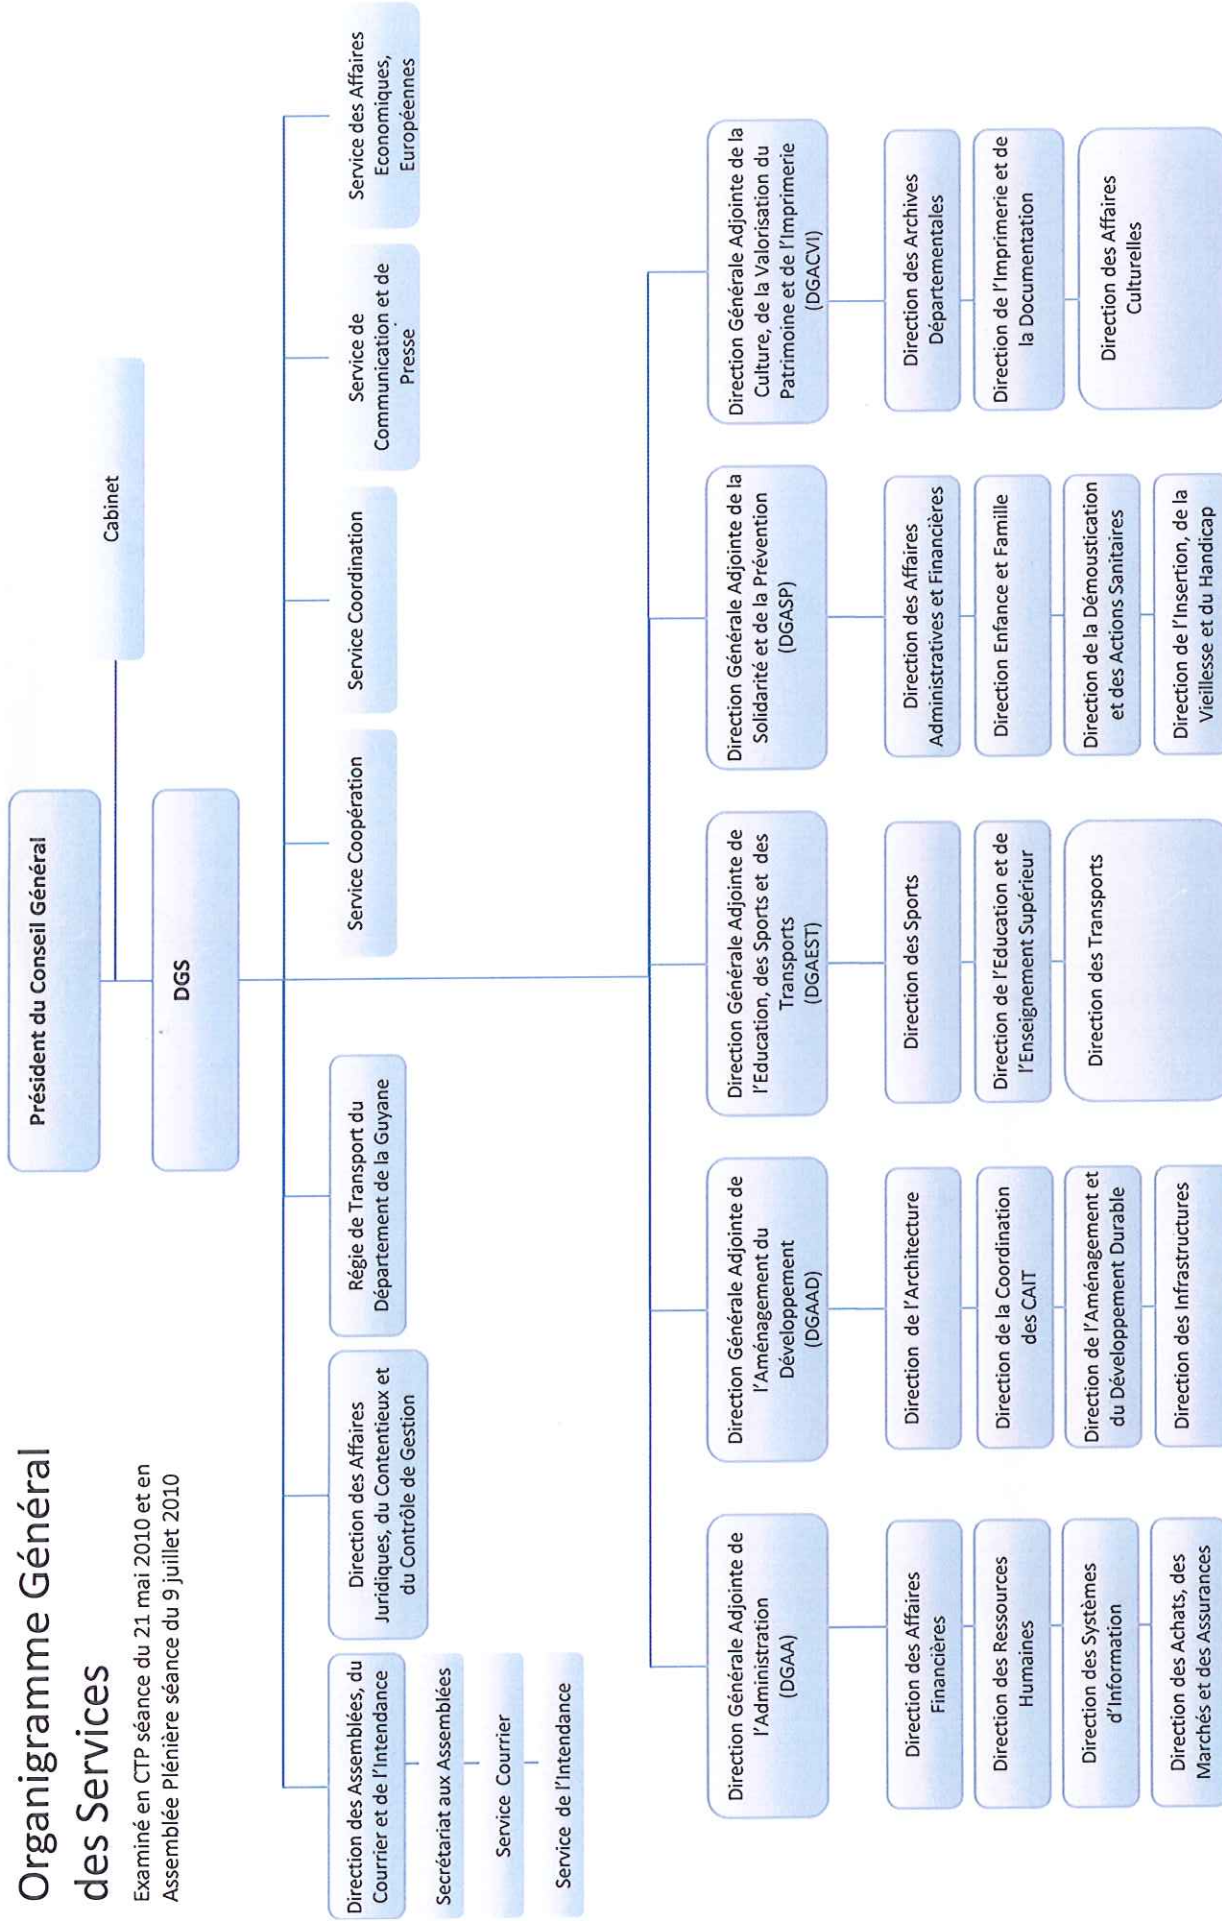 Organigramme Général
des Services
Examiné en CTP séance du 21 mai 2010 et en
Assemblée Plénière séance du 9 juillet 2010
Président du Conseil Général
Cabinet
DGS
Direction des Assemblées, du
Courrier et de l'Intendance
Secrétariat aux Assemblées
Service Courrier
Service de l'Intendance
Direction des Affaires
Juridiques, du Contentieux et
du Contrôle de Gestion
Régie de Transport du
Département de la Guyane
Service Coopération
Service Coordination
Service de
Communication et de
Presse
Service des Affaires
Economiques,
Européennes
Direction Générale Adjointe de
l'Administration
(DGAA)
Direction des Affaires
Financières
Direction des Ressources
Humaines
Direction des Systèmes
d'Information
Direction des Achats, des
Marchés et des Assurances
Direction Générale Adjointe de
l'Aménagement du
Développement
(DGAAD)
Direction de l'Architecture
Direction de la Coordination
des CAIT
Direction de l'Aménagement et
du Développement Durable
Direction des Infrastructures
Direction Générale Adjointe de
l'Education, des Sports et des
Transports
(DGAEST)
Direction des Sports
Direction de l'Education et de
l'Enseignement Supérieur
Direction des Transports
Direction Générale Adjointe de la
Solidarité et de la Prévention
(DGASP)
Direction des Affaires
Administratives et Financières
Direction Enfance et Famille
Direction de la Démoustication
et des Actions Sanitaires
Direction de l'Insertion, de la
Vieillesse et du Handicap
Direction Générale Adjointe de la
Culture, de la Valorisation du
Patrimoine et de l'Imprimerie
(DGACVI)
Direction des Archives
Départementales
Direction de l'Imprimerie et de
la Documentation
Direction des Affaires
Culturelles